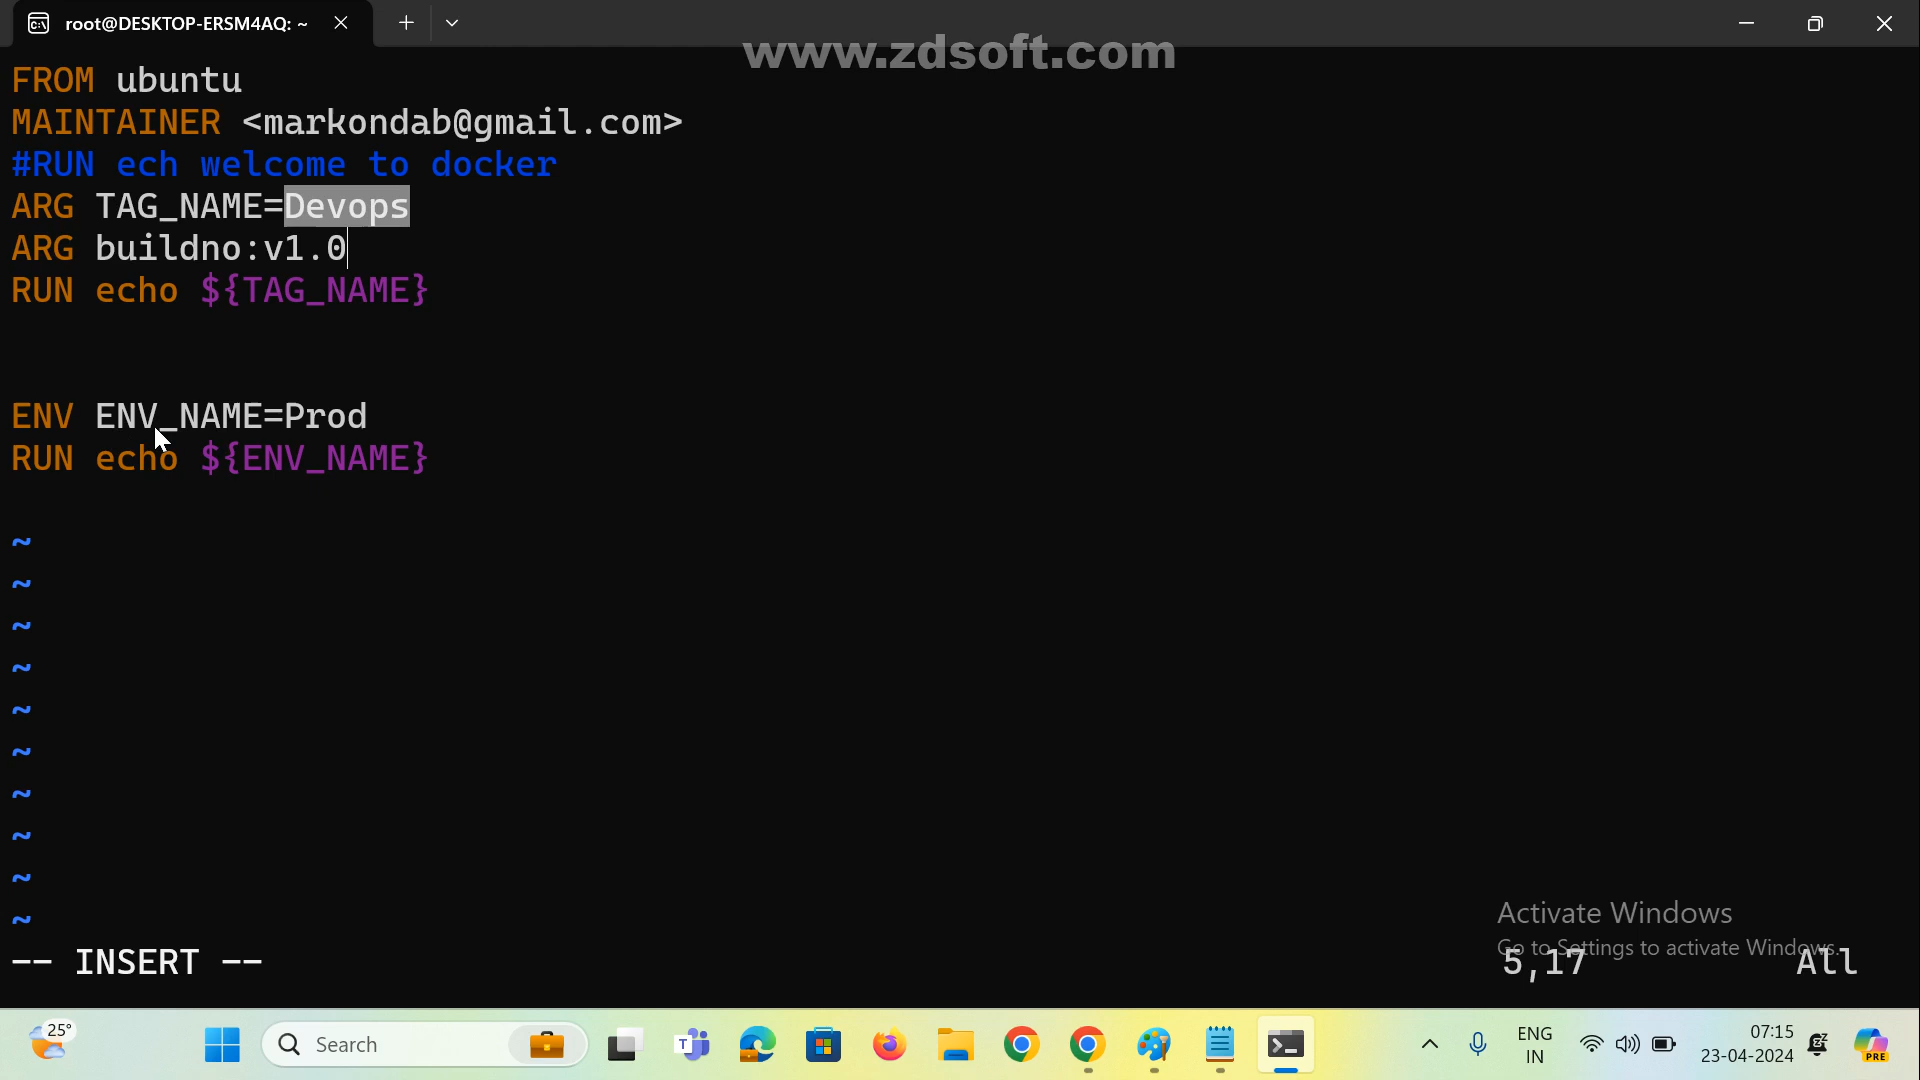 root@DESKTOP-ERSM4AQ: ~
www.zdsoft.com
FROM ubuntu
MAINTAINER <markondab@gmail.com>
#RUN ech welcome to docker
ARG TAG_NAME=Devops
ARG buildno:v1.0
RUN echo ${TAG_NAME}
ENV ENV_NAME=Prod
RUN echo ${ENV_NAME}
~
~
~
~
~
~
~
~
~
~
Activate Windows
Go to Settings to activate Windows.
-- INSERT --
5,17
All
25°
Search
ENG
IN
07:15
23-04-2024
PRE